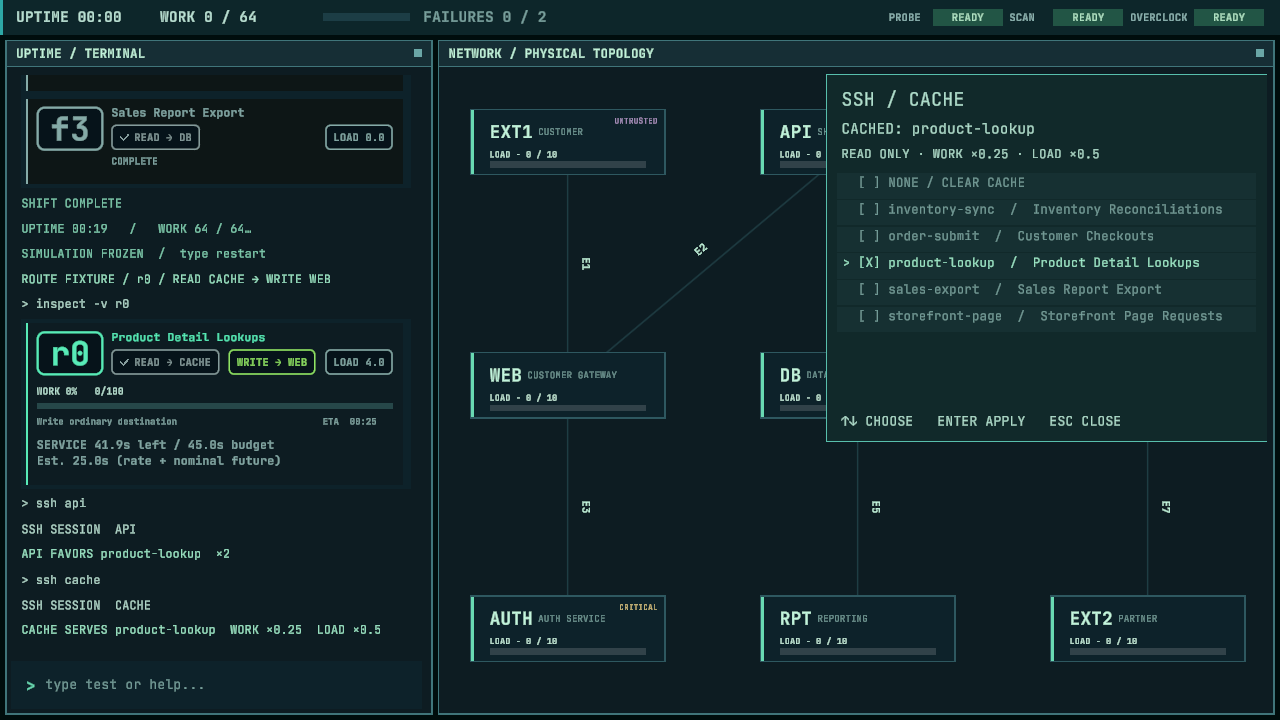 UPTIME 00:00 WORK 0 / 64 FAILURES 0 / 2 PROBE READY SCAN READY OVERCLOCK READY
UPTIME / TERMINAL
f3 Sales Report Export
✓ READ → DB LOAD 0.0
COMPLETE
SHIFT COMPLETE
UPTIME 00:19 / WORK 64 / 64…
SIMULATION FROZEN / type restart
ROUTE FIXTURE / r0 / READ CACHE → WRITE WEB
> inspect -v r0
r0 Product Detail Lookups
✓ READ → CACHE WRITE → WEB LOAD 4.0
WORK 0% 0/100
Write ordinary destination ETA 00:25
SERVICE 41.9s left / 45.0s budget
Est. 25.0s (rate + nominal future)
> ssh api
SSH SESSION API
API FAVORS product-lookup ×2
> ssh cache
SSH SESSION CACHE
CACHE SERVES product-lookup WORK ×0.25 LOAD ×0.5
> type test or help...
NETWORK / PHYSICAL TOPOLOGY
UNTRUSTED
EXT1 CUSTOMER
LOAD - 0 / 10
API
LOAD - 0
E1
E2
WEB CUSTOMER GATEWAY
LOAD - 0 / 10
DB
LOAD - 0
E3
E5
E7
CRITICAL
AUTH AUTH SERVICE
LOAD - 0 / 10
RPT REPORTING
LOAD - 0 / 10
EXT2 PARTNER
LOAD - 0 / 10
SSH / CACHE
CACHED: product-lookup
READ ONLY · WORK ×0.25 · LOAD ×0.5
[ ] NONE / CLEAR CACHE
[ ] inventory-sync / Inventory Reconciliations
[ ] order-submit / Customer Checkouts
> [X] product-lookup / Product Detail Lookups
[ ] sales-export / Sales Report Export
[ ] storefront-page / Storefront Page Requests
↑↓ CHOOSE ENTER APPLY ESC CLOSE